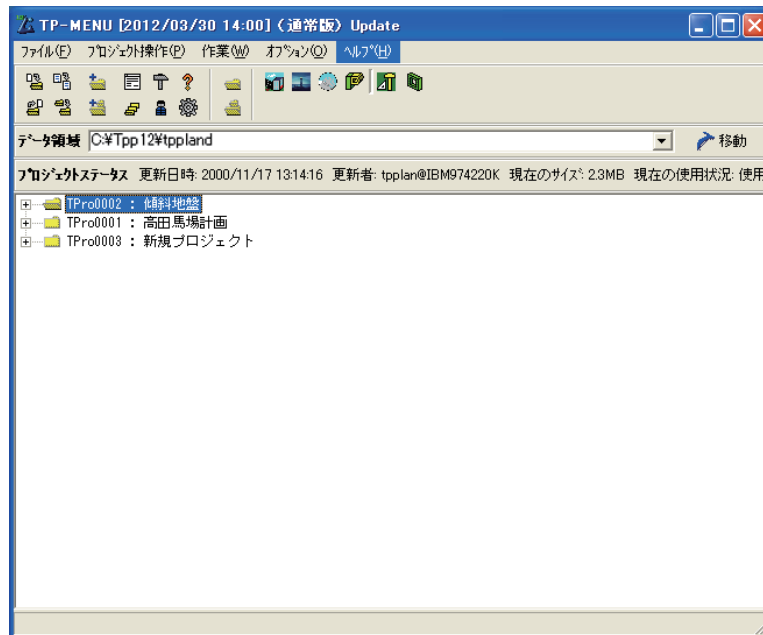 TP-MENU [2012/03/30 14:00]〈通常版〉Update
ファイル(F) プロジェクト操作(P) 作業(W) オプション(O) ヘルプ(H)
データ領域 C:¥Tpp12¥tppland 移動
プロジェクトステータス 更新日時: 2000/11/17 13:14:16 更新者: tpplan@IBM974220K 現在のサイズ: 2.3MB 現在の使用状況: 使用
TPro0002 : 傾斜地盤
TPro0001 : 高田馬場計画
TPro0003 : 新規プロジェクト